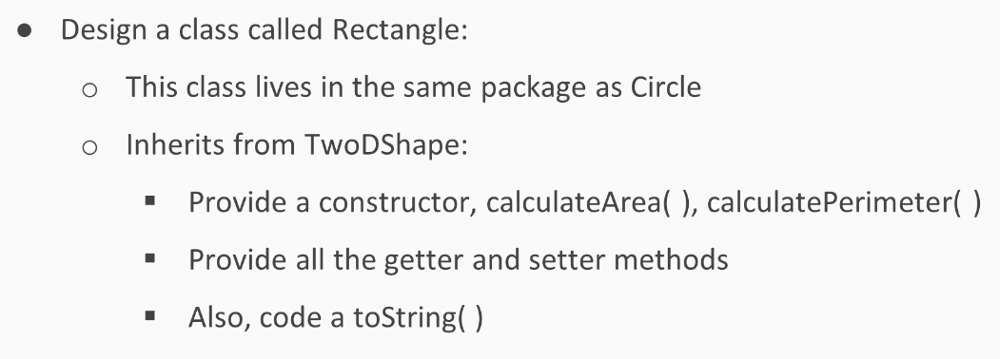 ● Design a class called Rectangle:
○ This class lives in the same package as Circle
○ Inherits from TwoDShape:
▪ Provide a constructor, calculateArea( ), calculatePerimeter( )
▪ Provide all the getter and setter methods
▪ Also, code a toString( )